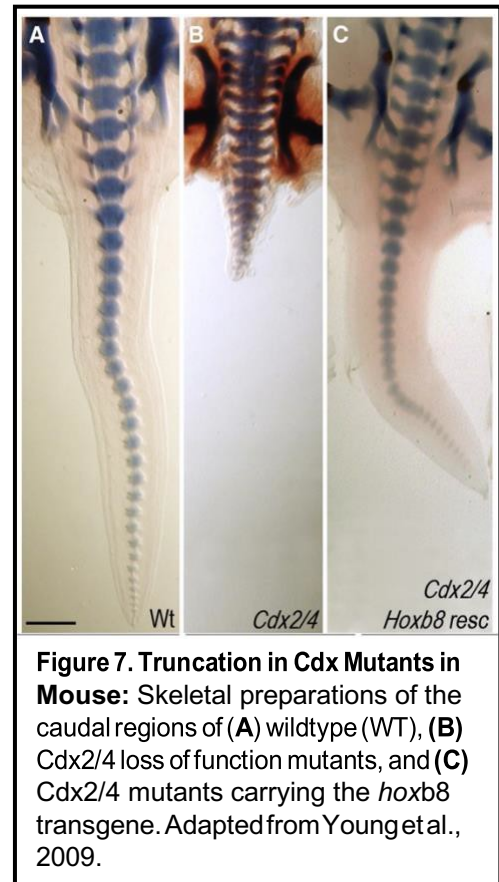 A
B
C
Wt
Cdx2/4
Cdx2/4
Hoxb8 resc
Figure 7. Truncation in Cdx Mutants in
Mouse: Skeletal preparations of the
caudal regions of (A) wildtype (WT), (B)
Cdx2/4 loss of function mutants, and (C)
Cdx2/4 mutants carrying the hoxb8
transgene. Adapted from Young et al.,
2009.